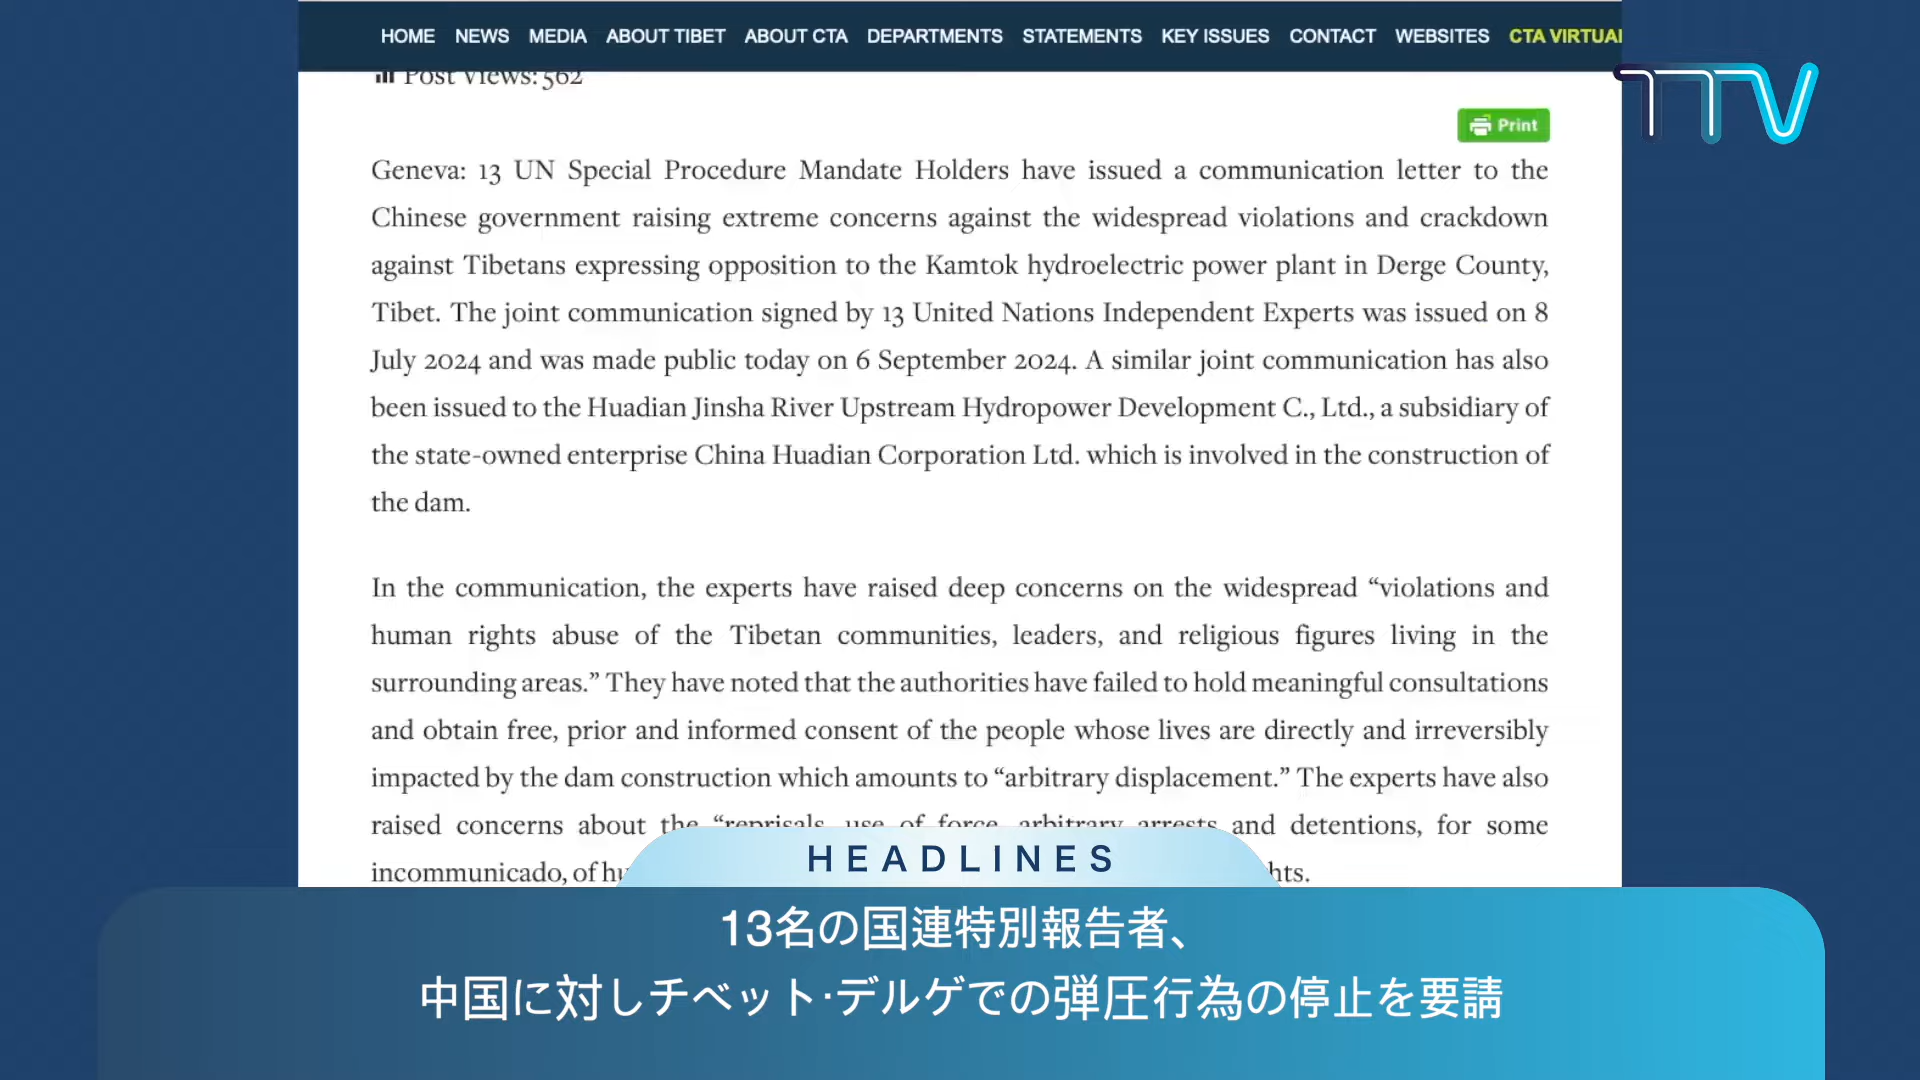 HOME NEWS MEDIA ABOUT TIBET ABOUT CTA DEPARTMENTS STATEMENTS KEY ISSUES CONTACT WEBSITES CTA VIRTUAL
Post Views: 562
TTV
Print
Geneva: 13 UN Special Procedure Mandate Holders have issued a communication letter to the
Chinese government raising extreme concerns against the widespread violations and crackdown
against Tibetans expressing opposition to the Kamtok hydroelectric power plant in Derge County,
Tibet. The joint communication signed by 13 United Nations Independent Experts was issued on 8
July 2024 and was made public today on 6 September 2024. A similar joint communication has also
been issued to the Huadian Jinsha River Upstream Hydropower Development C., Ltd., a subsidiary of
the state-owned enterprise China Huadian Corporation Ltd. which is involved in the construction of
the dam.
In the communication, the experts have raised deep concerns on the widespread “violations and
human rights abuse of the Tibetan communities, leaders, and religious figures living in the
surrounding areas.” They have noted that the authorities have failed to hold meaningful consultations
and obtain free, prior and informed consent of the people whose lives are directly and irreversibly
impacted by the dam construction which amounts to “arbitrary displacement.” The experts have also
raised concerns about the “reprisals, use of force, arbitrary arrests and detentions, for some
incommunicado, of
HEADLINES
13名の国連特別報告者、
中国に対しチベット·デルゲでの弾圧行為の停止を要請